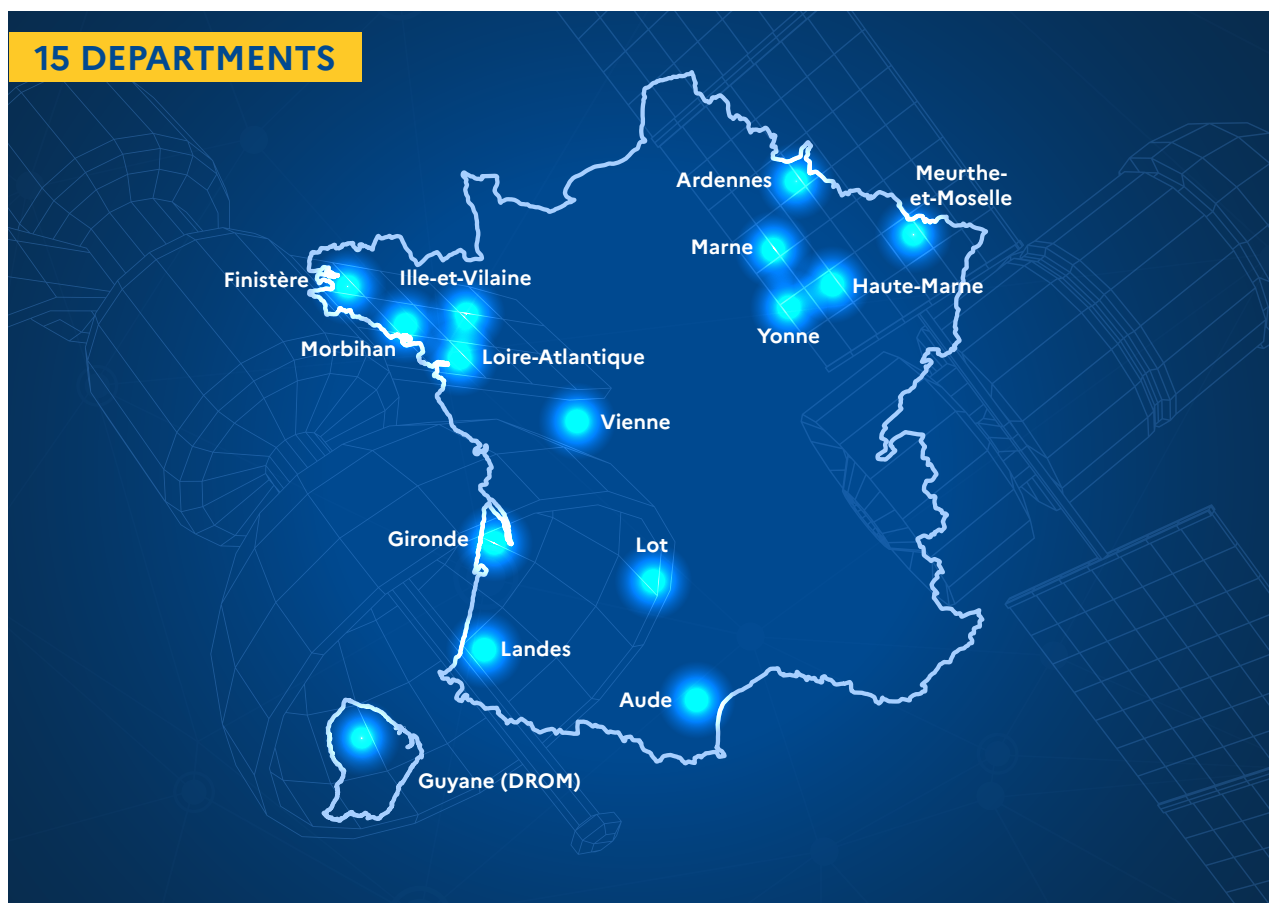 15 DEPARTMENTS
Ardennes
Meurthe-
et-Moselle
Marne
Finistère
Ille-et-Vilaine
Haute-Marne
Yonne
Morbihan
Loire-Atlantique
Vienne
Gironde
Lot
Landes
Aude
Guyane (DROM)